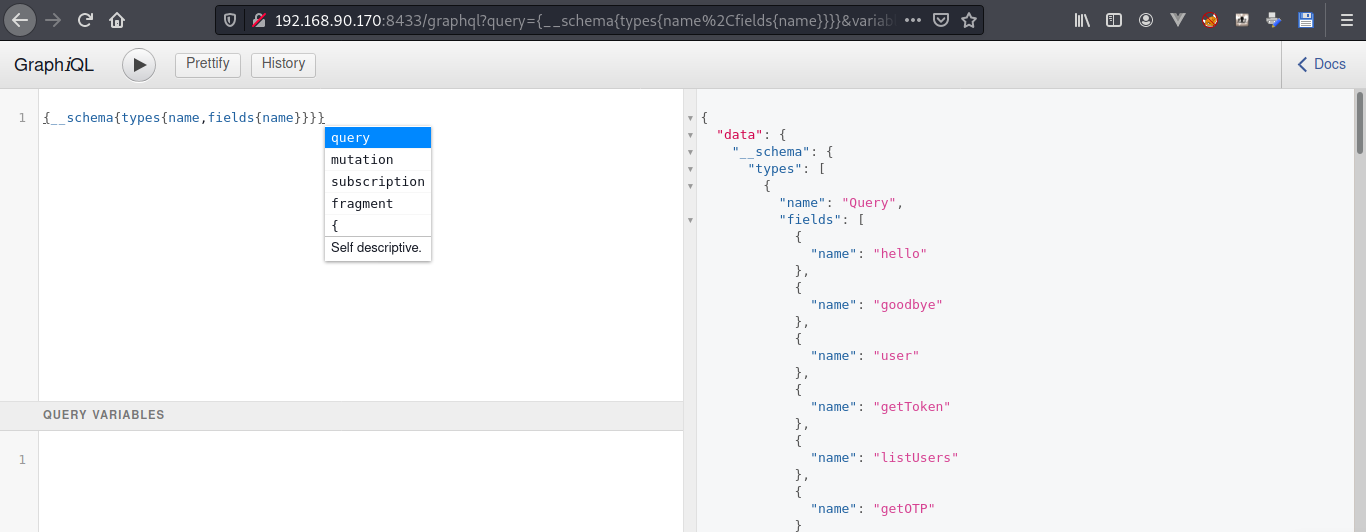 192.168.90.170:8433/graphql?query={__schema{types{name%2Cfields{name}}}}&variab
GraphiQL
Prettify
History
Docs
1
{__schema{types{name,fields{name}}}}
query
mutation
subscription
fragment
{
Self descriptive.
QUERY VARIABLES
1
{
"data": {
"__schema": {
"types": [
{
"name": "Query",
"fields": [
{
"name": "hello"
},
{
"name": "goodbye"
},
{
"name": "user"
},
{
"name": "getToken"
},
{
"name": "listUsers"
},
{
"name": "getOTP"
}